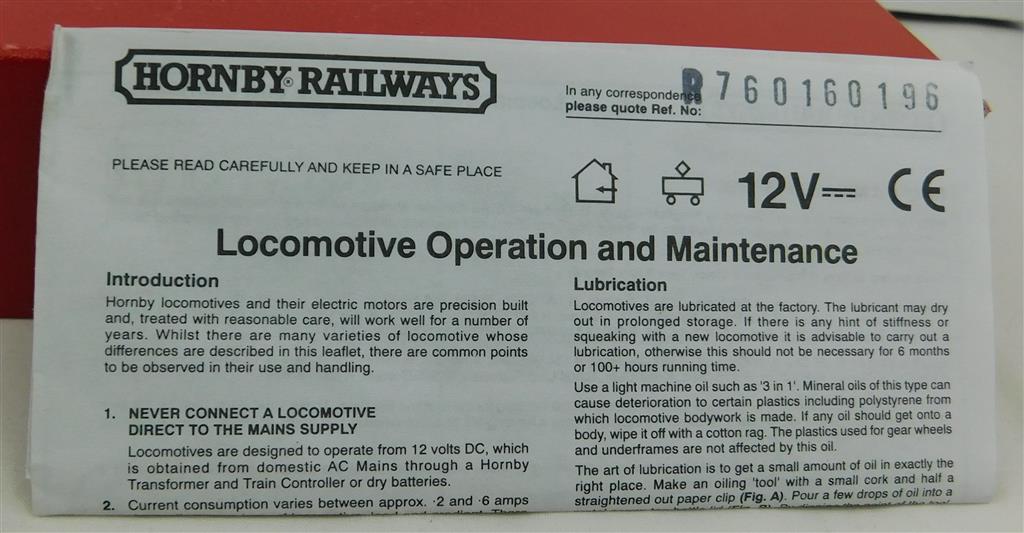 HORNBY® RAILWAYS
In any correspondence
please quote Ref. No:
R760160196
PLEASE READ CAREFULLY AND KEEP IN A SAFE PLACE
12V
CE
Locomotive Operation and Maintenance
Introduction
Hornby locomotives and their electric motors are precision built
and, treated with reasonable care, will work well for a number of
years. Whilst there are many varieties of locomotive whose
differences are described in this leaflet, there are common points
to be observed in their use and handling.
1. NEVER CONNECT A LOCOMOTIVE
DIRECT TO THE MAINS SUPPLY
Locomotives are designed to operate from 12 volts DC, which
is obtained from domestic AC Mains through a Hornby
Transformer and Train Controller or dry batteries.
2. Current consumption varies between approx. ·2 and ·6 amps
Lubrication
Locomotives are lubricated at the factory. The lubricant may dry
out in prolonged storage. If there is any hint of stiffness or
squeaking with a new locomotive it is advisable to carry out a
lubrication, otherwise this should not be necessary for 6 months
or 100+ hours running time.
Use a light machine oil such as '3 in 1'. Mineral oils of this type can
cause deterioration to certain plastics including polystyrene from
which locomotive bodywork is made. If any oil should get onto a
body, wipe it off with a cotton rag. The plastics used for gear wheels
and underframes are not affected by this oil.
The art of lubrication is to get a small amount of oil in exactly the
right place. Make an oiling 'tool' with a small cork and half a
straightened out paper clip (Fig. A). Pour a few drops of oil into a